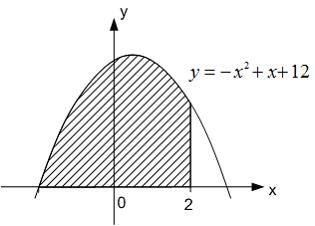 y
y = −x² + x + 12
x
0
2